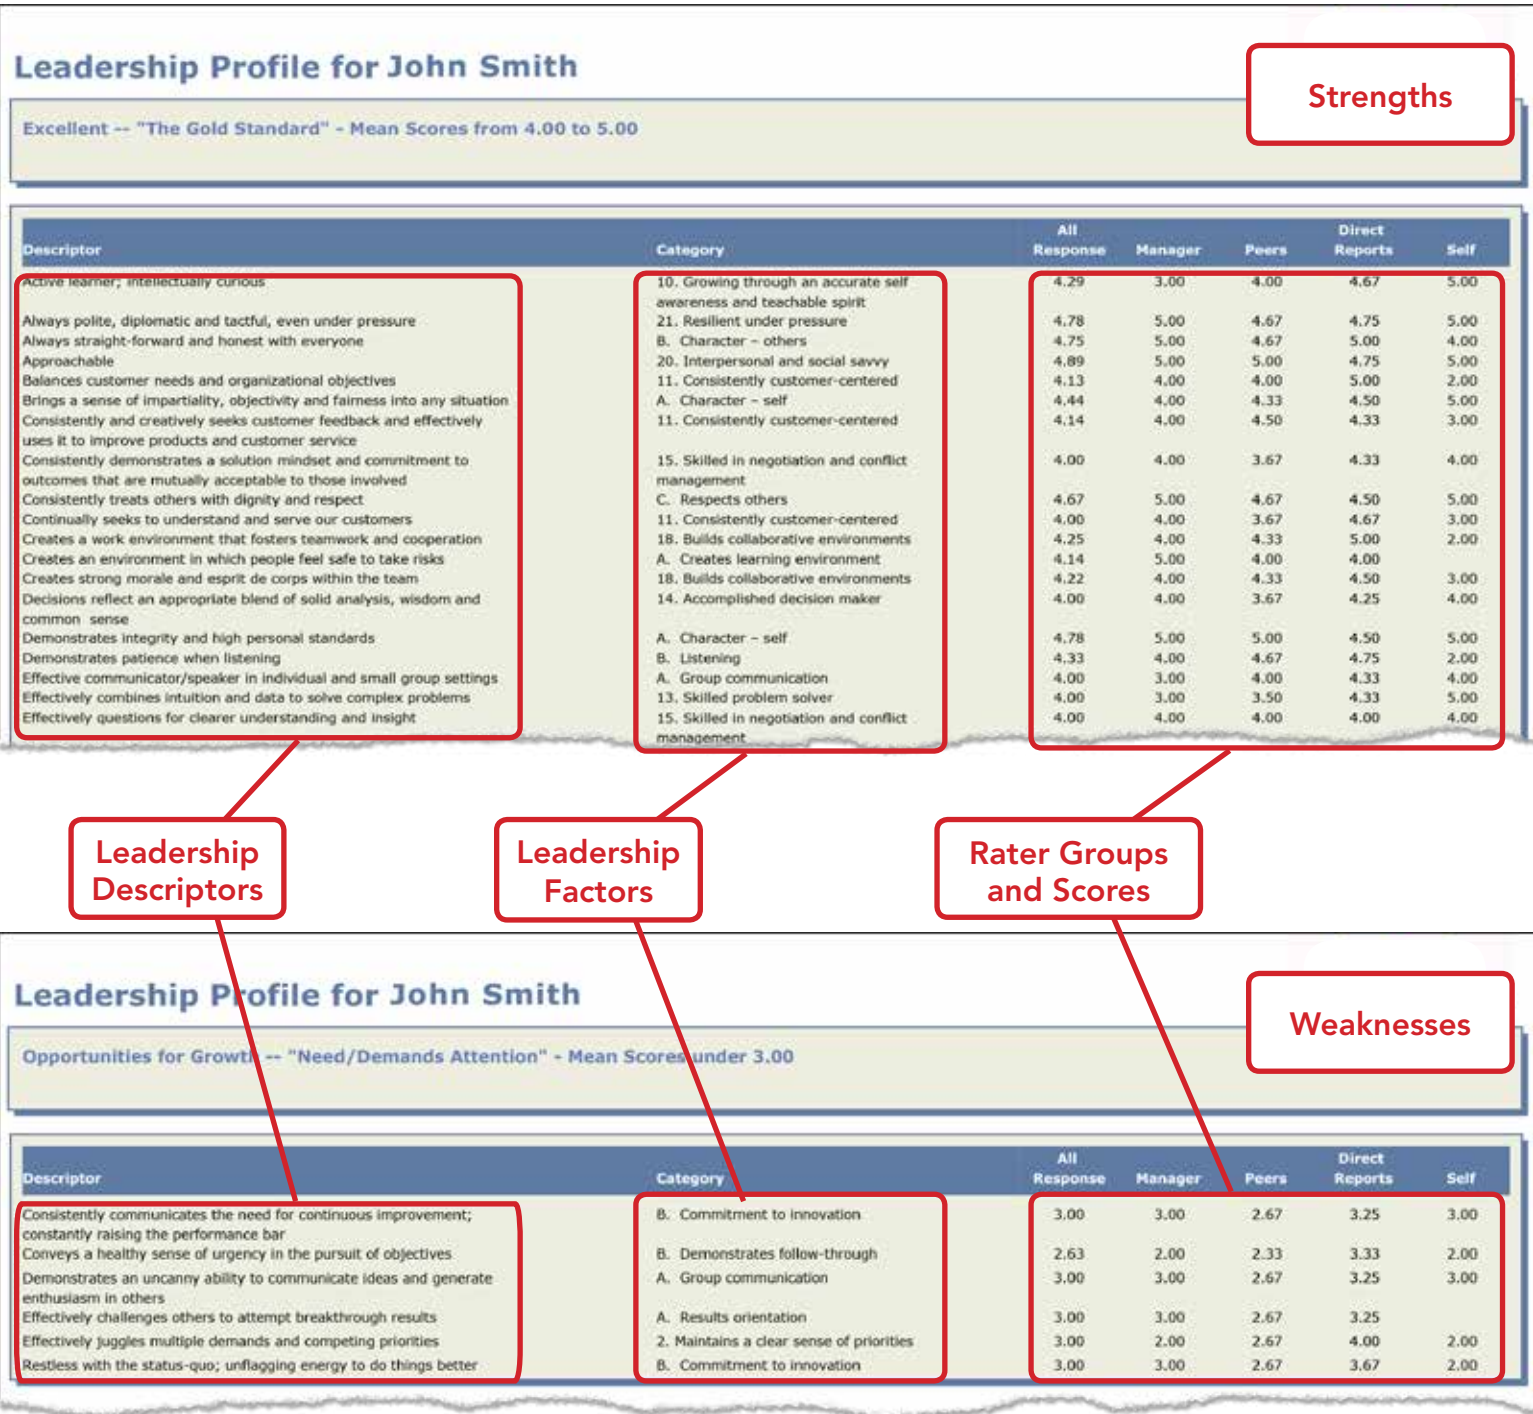 Leadership Profile for John Smith
Strengths
Excellent -- "The Gold Standard" - Mean Scores from 4.00 to 5.00
Descriptor Category All Response Manager Peers Direct Reports Self
Active learner; intellectually curious 10. Growing through an accurate self 4.29 3.00 4.00 4.67 5.00
awareness and teachable spirit
Always polite, diplomatic and tactful, even under pressure 21. Resilient under pressure 4.78 5.00 4.67 4.75 5.00
Always straight-forward and honest with everyone B. Character – others 4.75 5.00 4.67 5.00 4.00
Approachable 20. Interpersonal and social savvy 4.89 5.00 5.00 4.75 5.00
Balances customer needs and organizational objectives 11. Consistently customer-centered 4.13 4.00 4.00 5.00 2.00
Brings a sense of impartiality, objectivity and fairness into any situation A. Character – self 4.44 4.00 4.33 4.50 5.00
Consistently and creatively seeks customer feedback and effectively 11. Consistently customer-centered 4.14 4.00 4.50 4.33 3.00
uses it to improve products and customer service
Consistently demonstrates a solution mindset and commitment to 15. Skilled in negotiation and conflict 4.00 4.00 3.67 4.33 4.00
outcomes that are mutually acceptable to those involved management
Consistently treats others with dignity and respect C. Respects others 4.67 5.00 4.67 4.50 5.00
Continually seeks to understand and serve our customers 11. Consistently customer-centered 4.00 4.00 3.67 4.67 3.00
Creates a work environment that fosters teamwork and cooperation 18. Builds collaborative environments 4.25 4.00 4.33 5.00 2.00
Creates an environment in which people feel safe to take risks A. Creates learning environment 4.14 5.00 4.00 4.00
Creates strong morale and esprit de corps within the team 18. Builds collaborative environments 4.22 4.00 4.33 4.50 3.00
Decisions reflect an appropriate blend of solid analysis, wisdom and 14. Accomplished decision maker 4.00 4.00 3.67 4.25 4.00
common sense
Demonstrates integrity and high personal standards A. Character – self 4.78 5.00 5.00 4.50 5.00
Demonstrates patience when listening B. Listening 4.33 4.00 4.67 4.75 2.00
Effective communicator/speaker in individual and small group settings A. Group communication 4.00 3.00 4.00 4.33 4.00
Effectively combines intuition and data to solve complex problems 13. Skilled problem solver 4.00 3.00 3.50 4.33 5.00
Effectively questions for clearer understanding and insight 15. Skilled in negotiation and conflict 4.00 4.00 4.00 4.00 4.00
management
Leadership Leadership Rater Groups
Descriptors Factors and Scores
Leadership Profile for John Smith
Weaknesses
Opportunities for Growth -- "Need/Demands Attention" - Mean Scores under 3.00
Descriptor Category All Response Manager Peers Direct Reports Self
Consistently communicates the need for continuous improvement; B. Commitment to innovation 3.00 3.00 2.67 3.25 3.00
constantly raising the performance bar
Conveys a healthy sense of urgency in the pursuit of objectives B. Demonstrates follow-through 2.63 2.00 2.33 3.33 2.00
Demonstrates an uncanny ability to communicate ideas and generate A. Group communication 3.00 3.00 2.67 3.25 3.00
enthusiasm in others
Effectively challenges others to attempt breakthrough results A. Results orientation 3.00 3.00 2.67 3.25
Effectively juggles multiple demands and competing priorities 2. Maintains a clear sense of priorities 3.00 2.00 2.67 4.00 2.00
Restless with the status-quo; unflagging energy to do things better B. Commitment to innovation 3.00 3.00 2.67 3.67 2.00